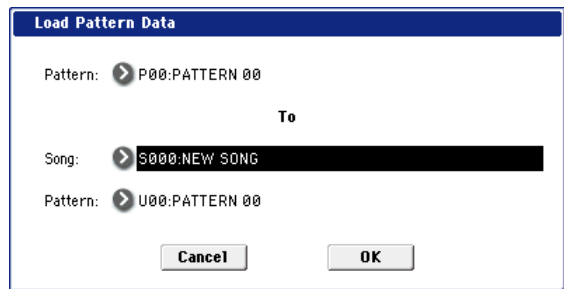 Load Pattern Data
Pattern: P00:PATTERN 00
To
Song: S000:NEW SONG
Pattern: U00:PATTERN 00
Cancel OK